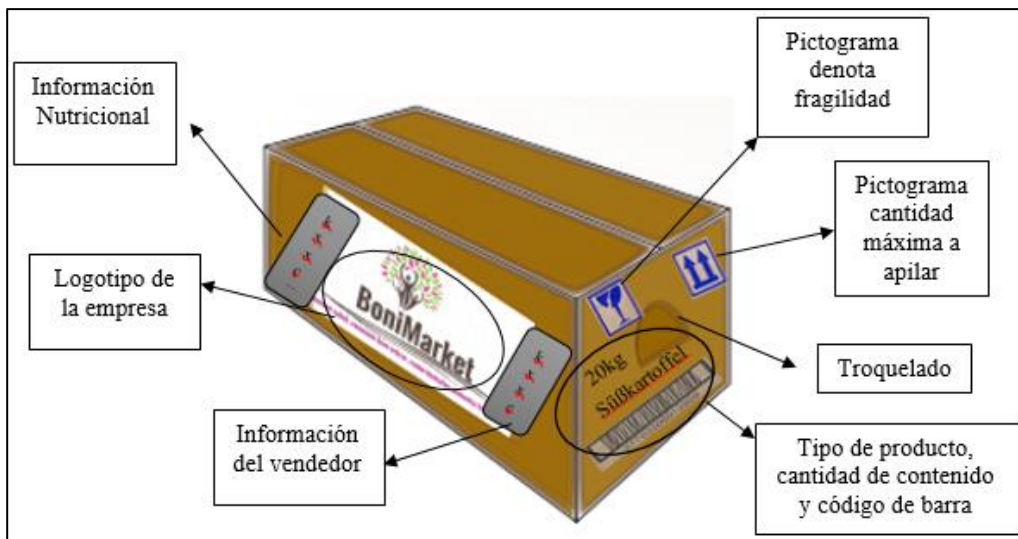 Pictograma
denota
fragilidad
Información
Nutricional
Pictograma
cantidad
máxima a
apilar
Logotipo de
la empresa
BoniMarket
Troquelado
20kg
Süßkartoffel
Información
del vendedor
Tipo de producto,
cantidad de contenido
y código de barra